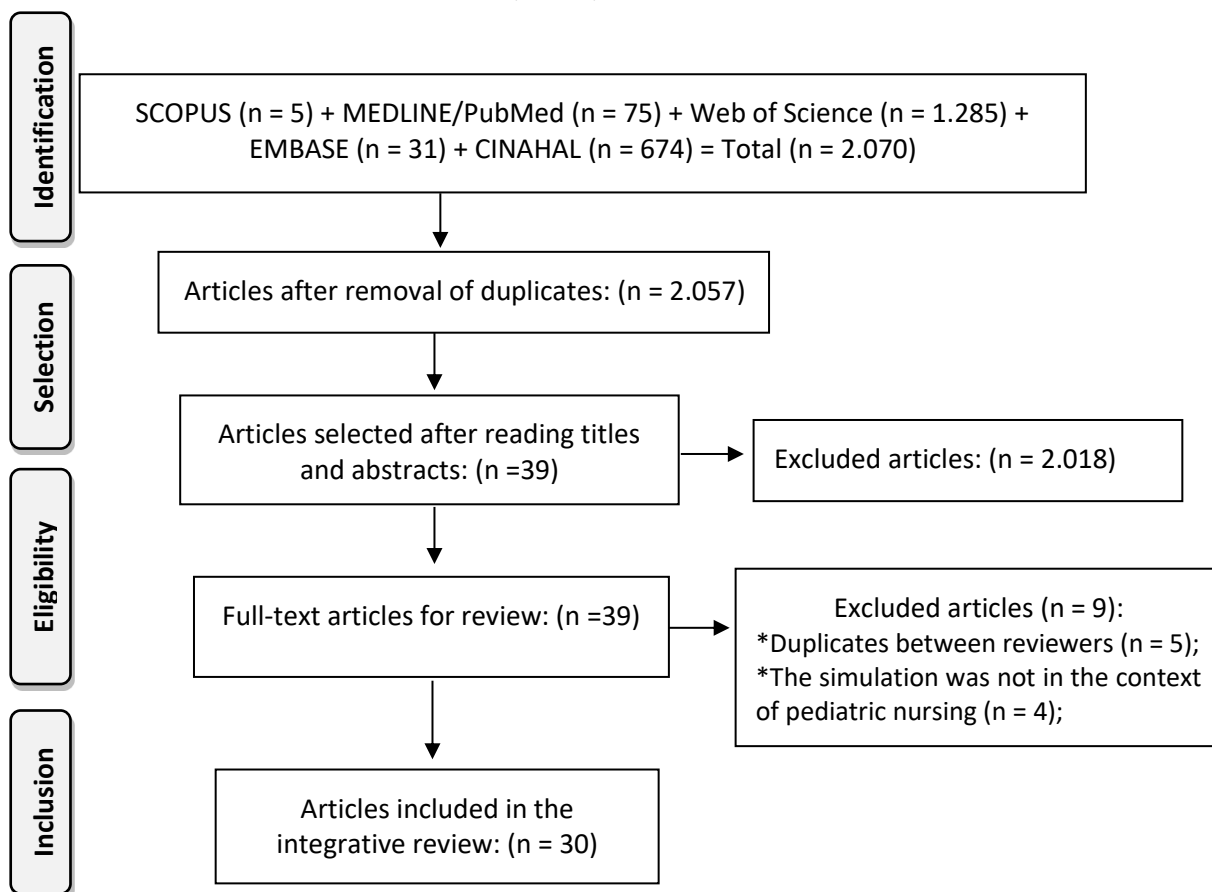 Identification
SCOPUS (n = 5) + MEDLINE/PubMed (n = 75) + Web of Science (n = 1.285) +
EMBASE (n = 31) + CINAHAL (n = 674) = Total (n = 2.070)
Selection
Articles after removal of duplicates: (n = 2.057)
Articles selected after reading titles
and abstracts: (n =39)
Excluded articles: (n = 2.018)
Eligibility
Full-text articles for review: (n =39)
Excluded articles (n = 9):
*Duplicates between reviewers (n = 5);
*The simulation was not in the context
of pediatric nursing (n = 4);
Inclusion
Articles included in the
integrative review: (n = 30)